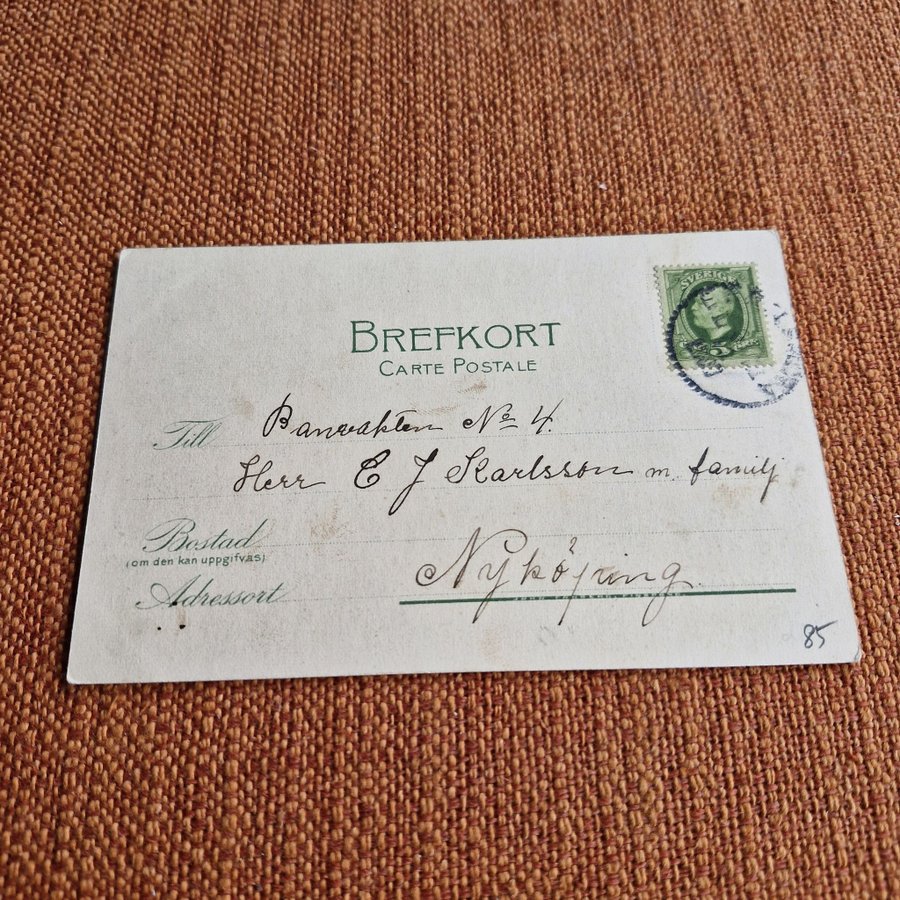 SVERIGE
5 ÖRE
BREFKORT
CARTE POSTALE
Till Banvakten No 4.
Herr E J Karlsson m. familj
Bostad
(om den kan uppgifvas)
Nyköping
Adressort
85